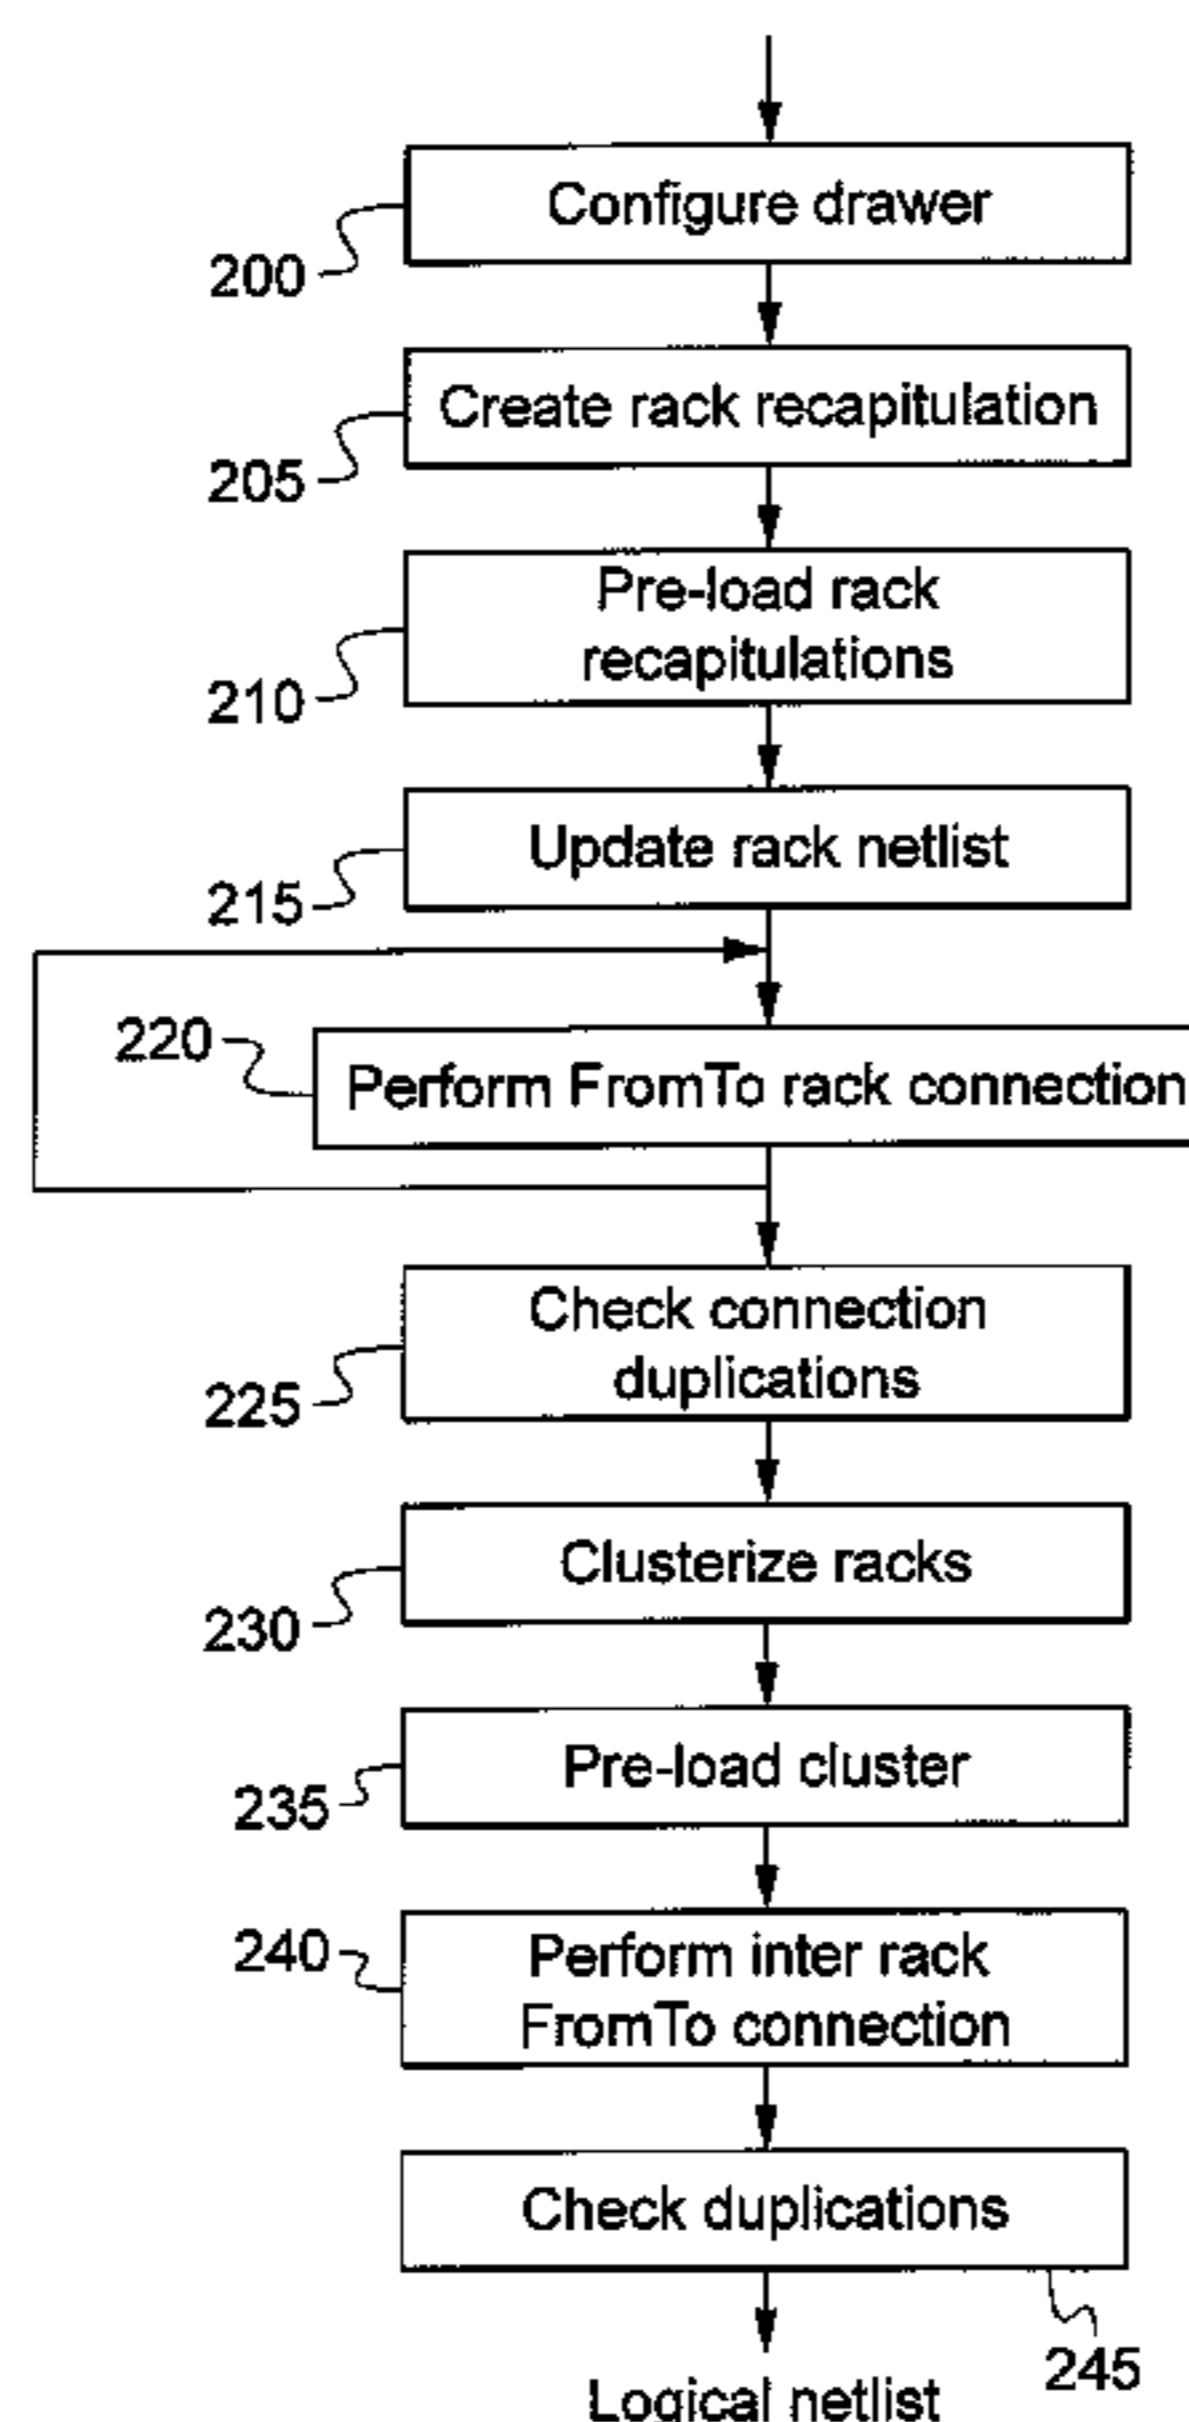 Configure drawer
200
Create rack recapitulation
205
Pre-load rack
recapitulations
210
Update rack netlist
215
220
Perform FromTo rack connection
Check connection
duplications
225
Clusterize racks
230
Pre-load cluster
235
240
Perform inter rack
FromTo connection
Check duplications
245
Logical netlist